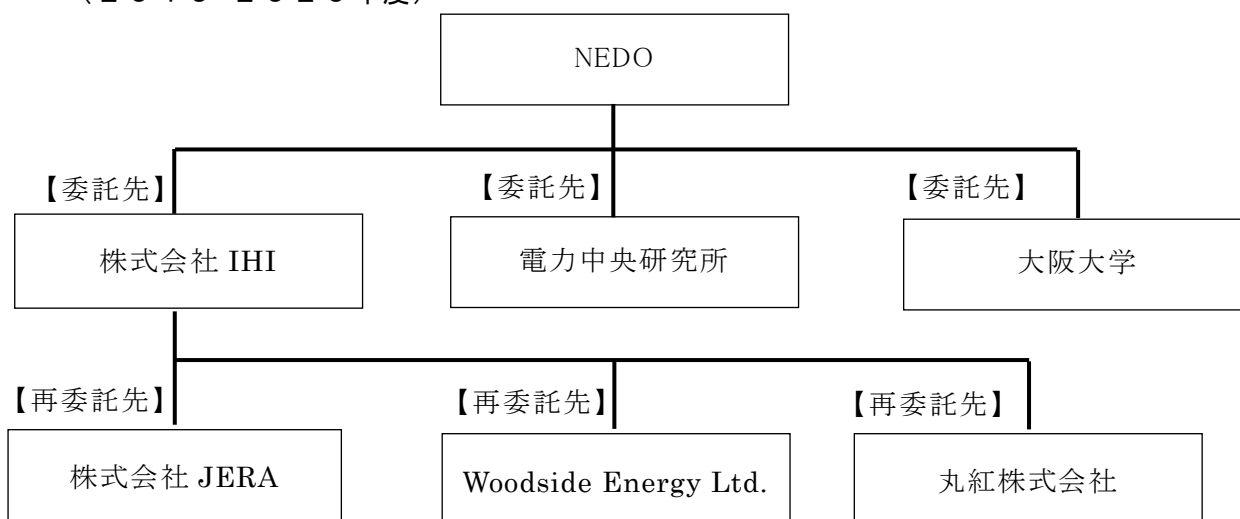 NEDO
【委託先】
【委託先】
【委託先】
株式会社 IHI
電力中央研究所
大阪大学
【再委託先】
【再委託先】
【再委託先】
株式会社 JERA
Woodside Energy Ltd.
丸紅株式会社